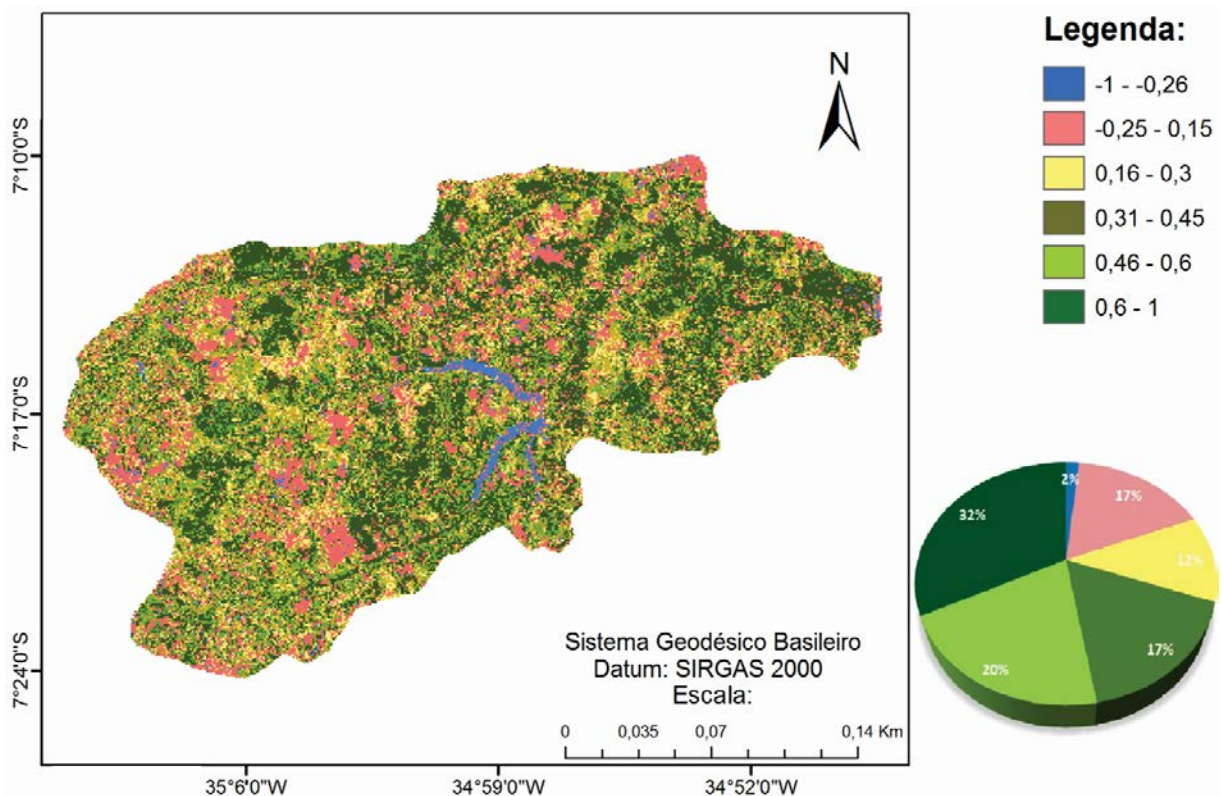 Legenda:
-1 - -0,26
-0,25 - 0,15
0,16 - 0,3
0,31 - 0,45
0,46 - 0,6
0,6 - 1
N
7°10'0"S
7°17'0"S
7°24'0"S
35°6'0"W
34°59'0"W
34°52'0"W
Sistema Geodésico Basileiro
Datum: SIRGAS 2000
Escala:
0 0,035 0,07 0,14 Km
2%
17%
12%
17%
20%
32%